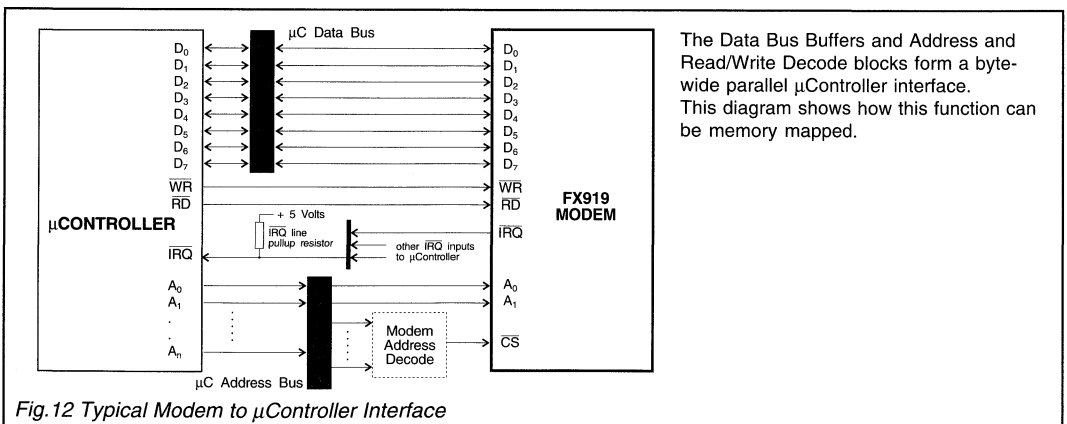 µC Data Bus
D0 D0
D1 D1
D2 D2
D3 D3
D4 D4
D5 D5
D6 D6
D7 D7
WR WR
RD RD
µCONTROLLER
FX919
MODEM
+ 5 Volts
IRQ line
pullup resistor
IRQ
other IRQ inputs
to µController
IRQ
A0 A0
A1 A1
.
.
An
Modem
Address
Decode
CS
µC Address Bus
The Data Bus Buffers and Address and
Read/Write Decode blocks form a byte-
wide parallel µController interface.
This diagram shows how this function can
be memory mapped.
Fig.12 Typical Modem to µController Interface